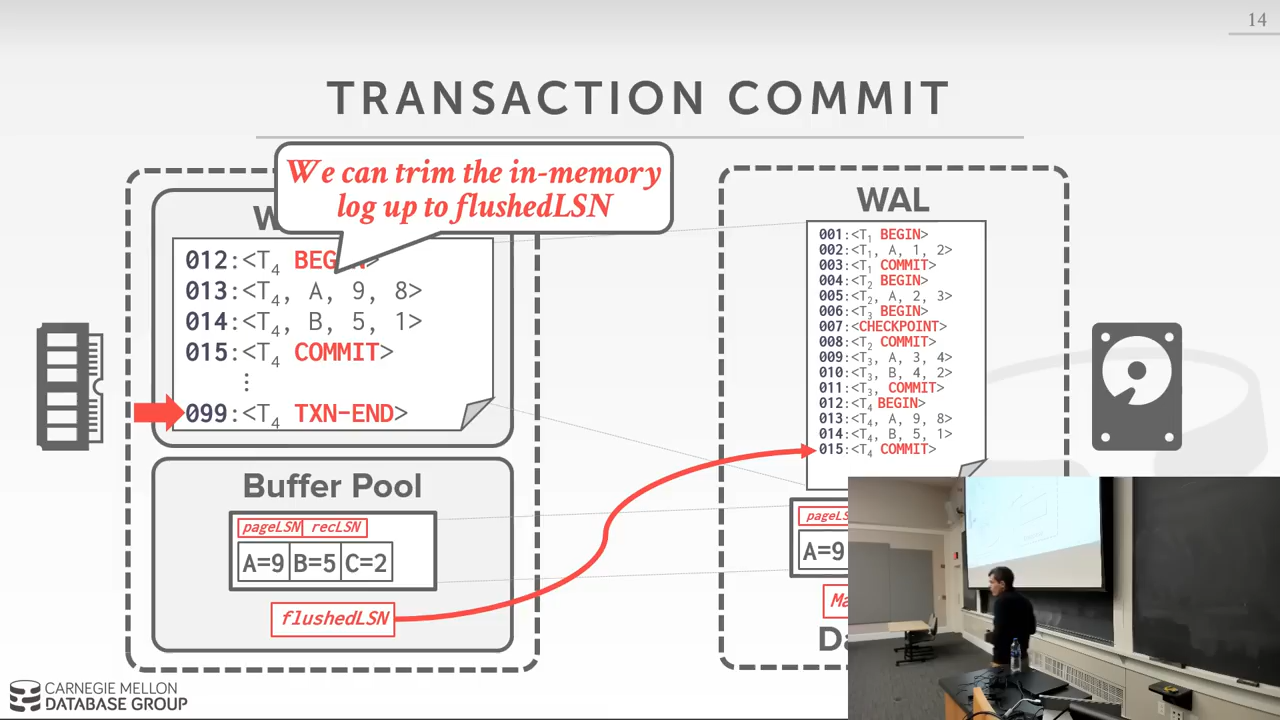 14
TRANSACTION COMMIT
We can trim the in-memory
log up to flushedLSN
012:<T4
013:<T4, A, 9, 8>
014:<T4, B, 5, 1>
015:<T4 COMMIT>
⋮
099:<T4 TXN-END>
Buffer Pool
pageLSN recLSN
A=9 B=5 C=2
flushedLSN
WAL
001:<T1 BEGIN>
002:<T1, A, 1, 2>
003:<T1 COMMIT>
004:<T2 BEGIN>
005:<T2, A, 2, 3>
006:<T3 BEGIN>
007:<CHECKPOINT>
008:<T2 COMMIT>
009:<T3, A, 3, 4>
010:<T3, B, 4, 2>
011:<T3, COMMIT>
012:<T4 BEGIN>
013:<T4, A, 9, 8>
014:<T4, B, 5, 1>
015:<T4 COMMIT>
A=9
CARNEGIE MELLON
DATABASE GROUP